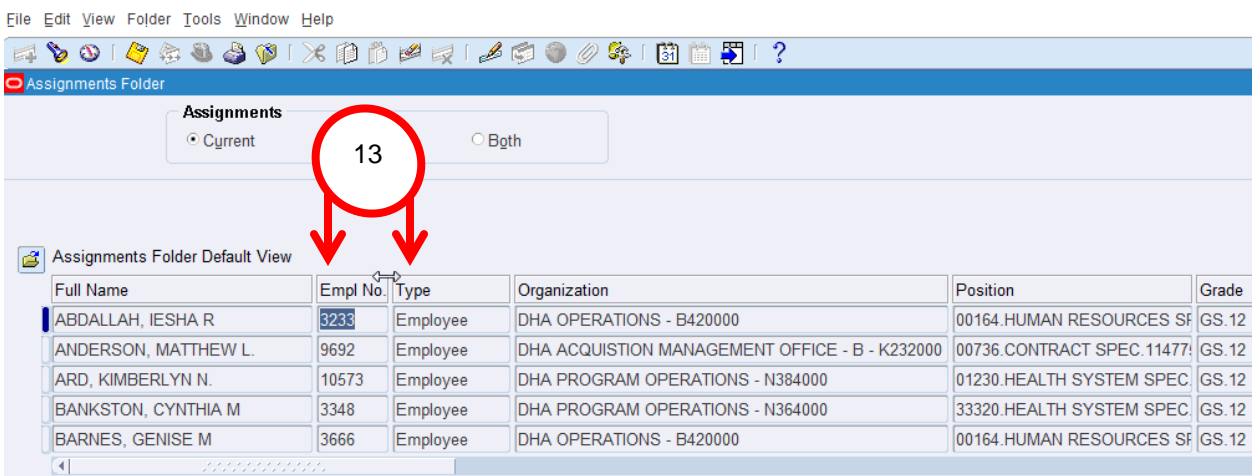 File Edit View Folder Tools Window Help
31 ?
Assignments Folder
Assignments
Current Both
13
Assignments Folder Default View
Full Name Empl No. Type Organization Position Grade
ABDALLAH, IESHA R 3233 Employee DHA OPERATIONS - B420000 00164.HUMAN RESOURCES SF GS.12
ANDERSON, MATTHEW L. 9692 Employee DHA ACQUISTION MANAGEMENT OFFICE - B - K232000 00736.CONTRACT SPEC.11477 GS.12
ARD, KIMBERLYN N. 10573 Employee DHA PROGRAM OPERATIONS - N384000 01230.HEALTH SYSTEM SPEC. GS.12
BANKSTON, CYNTHIA M 3348 Employee DHA PROGRAM OPERATIONS - N364000 33320.HEALTH SYSTEM SPEC. GS.12
BARNES, GENISE M 3666 Employee DHA OPERATIONS - B420000 00164.HUMAN RESOURCES SF GS.12